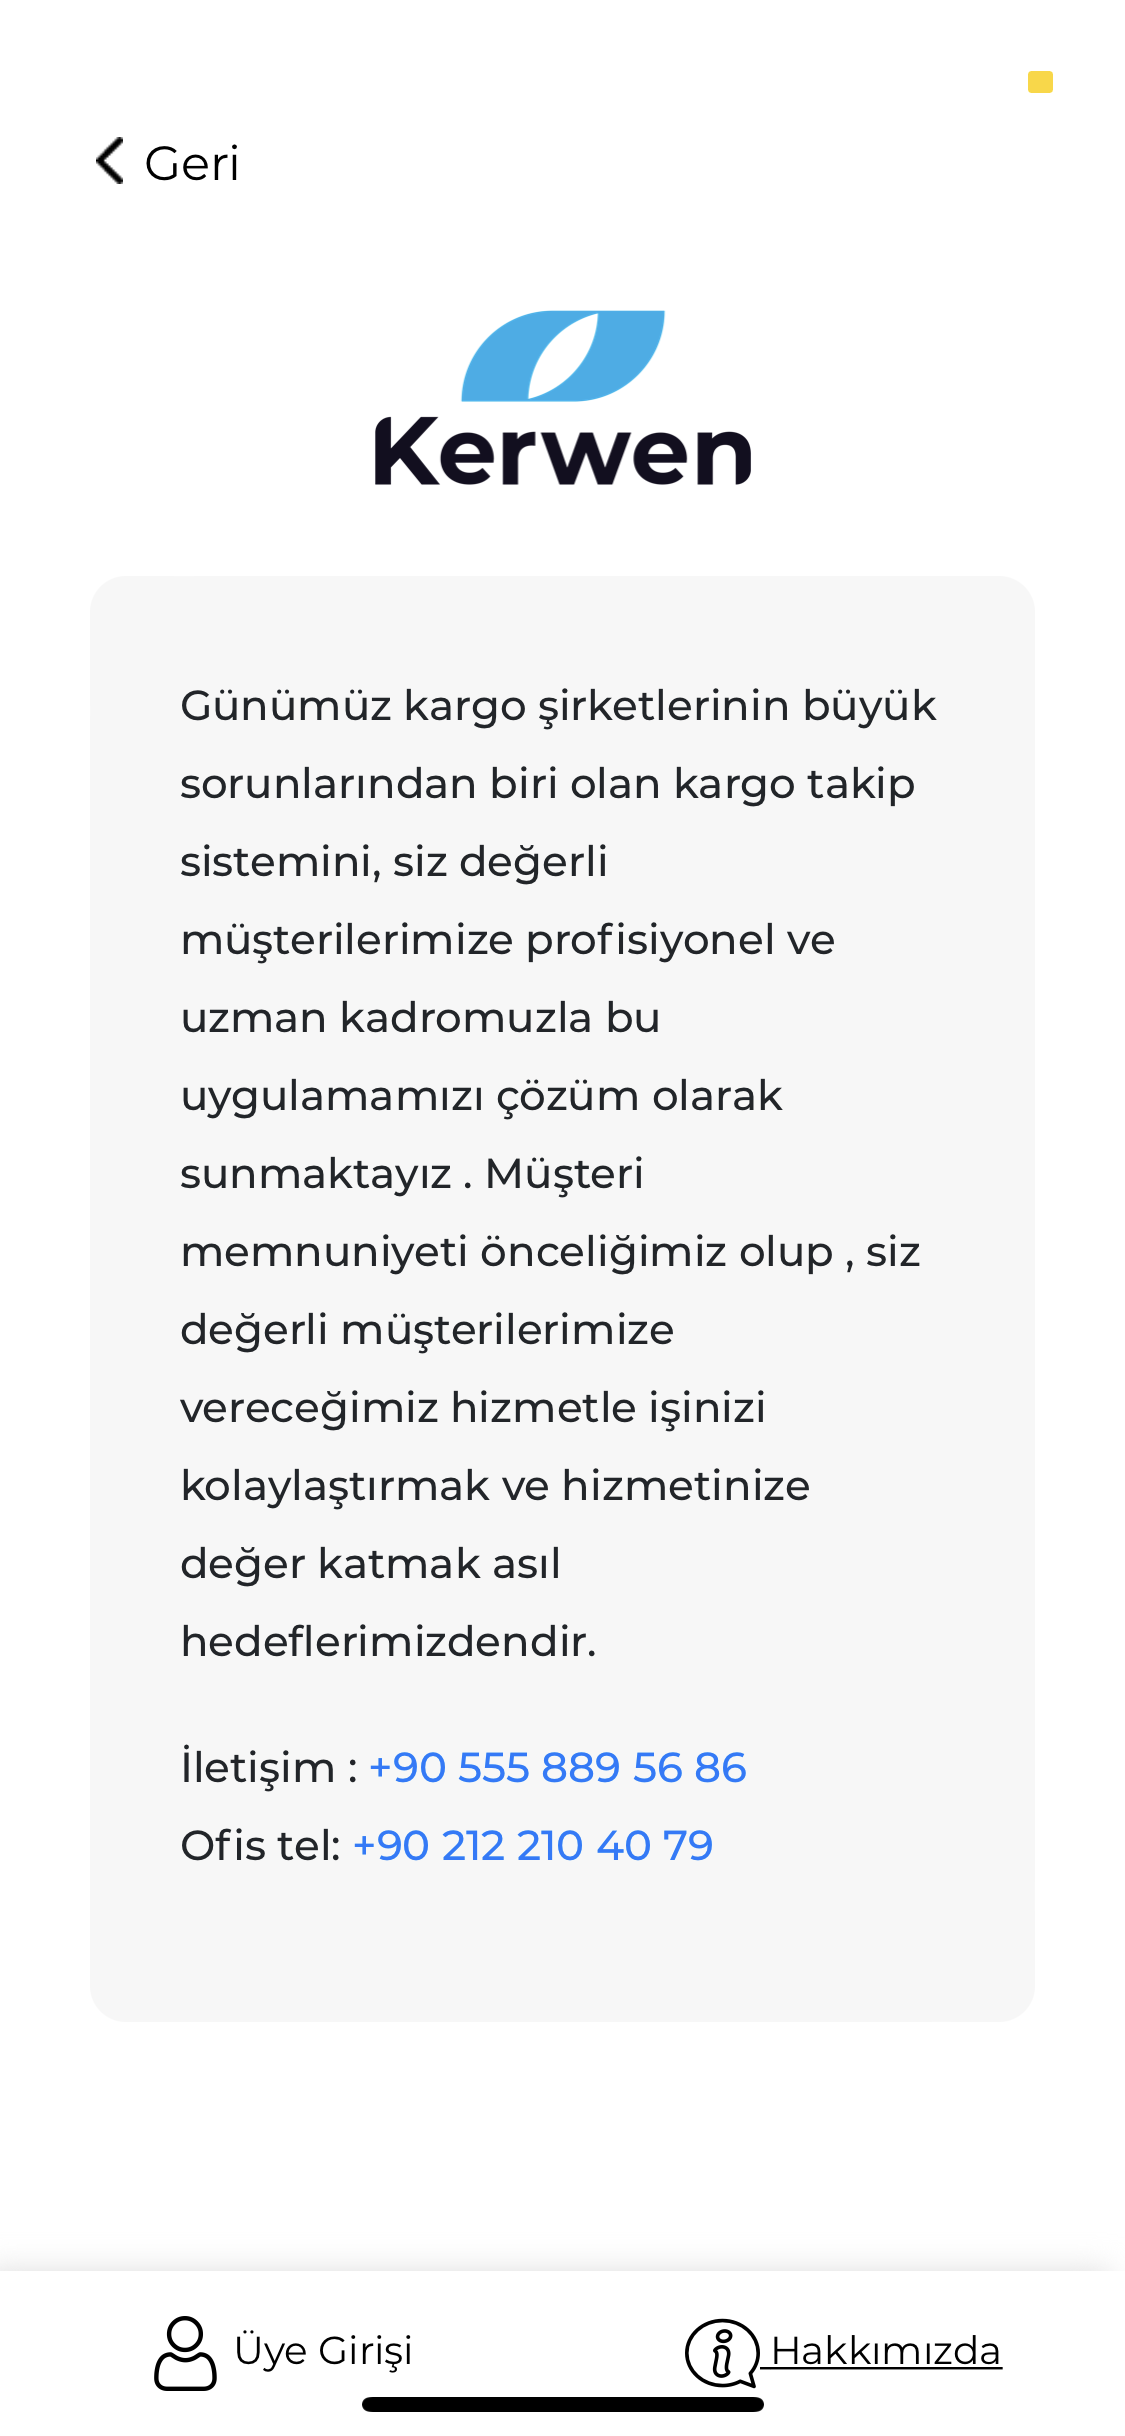 Geri
Kerwen
Günümüz kargo şirketlerinin büyük
sorunlarından biri olan kargo takip
sistemini, siz değerli
müşterilerimize profisiyonel ve
uzman kadromuzla bu
uygulamamızı çözüm olarak
sunmaktayız . Müşteri
memnuniyeti önceliğimiz olup , siz
değerli müşterilerimize
vereceğimiz hizmetle işinizi
kolaylaştırmak ve hizmetinize
değer katmak asıl
hedeflerimizdendir.
İletişim : +90 555 889 56 86
Ofis tel: +90 212 210 40 79
Üye Girişi
Hakkımızda